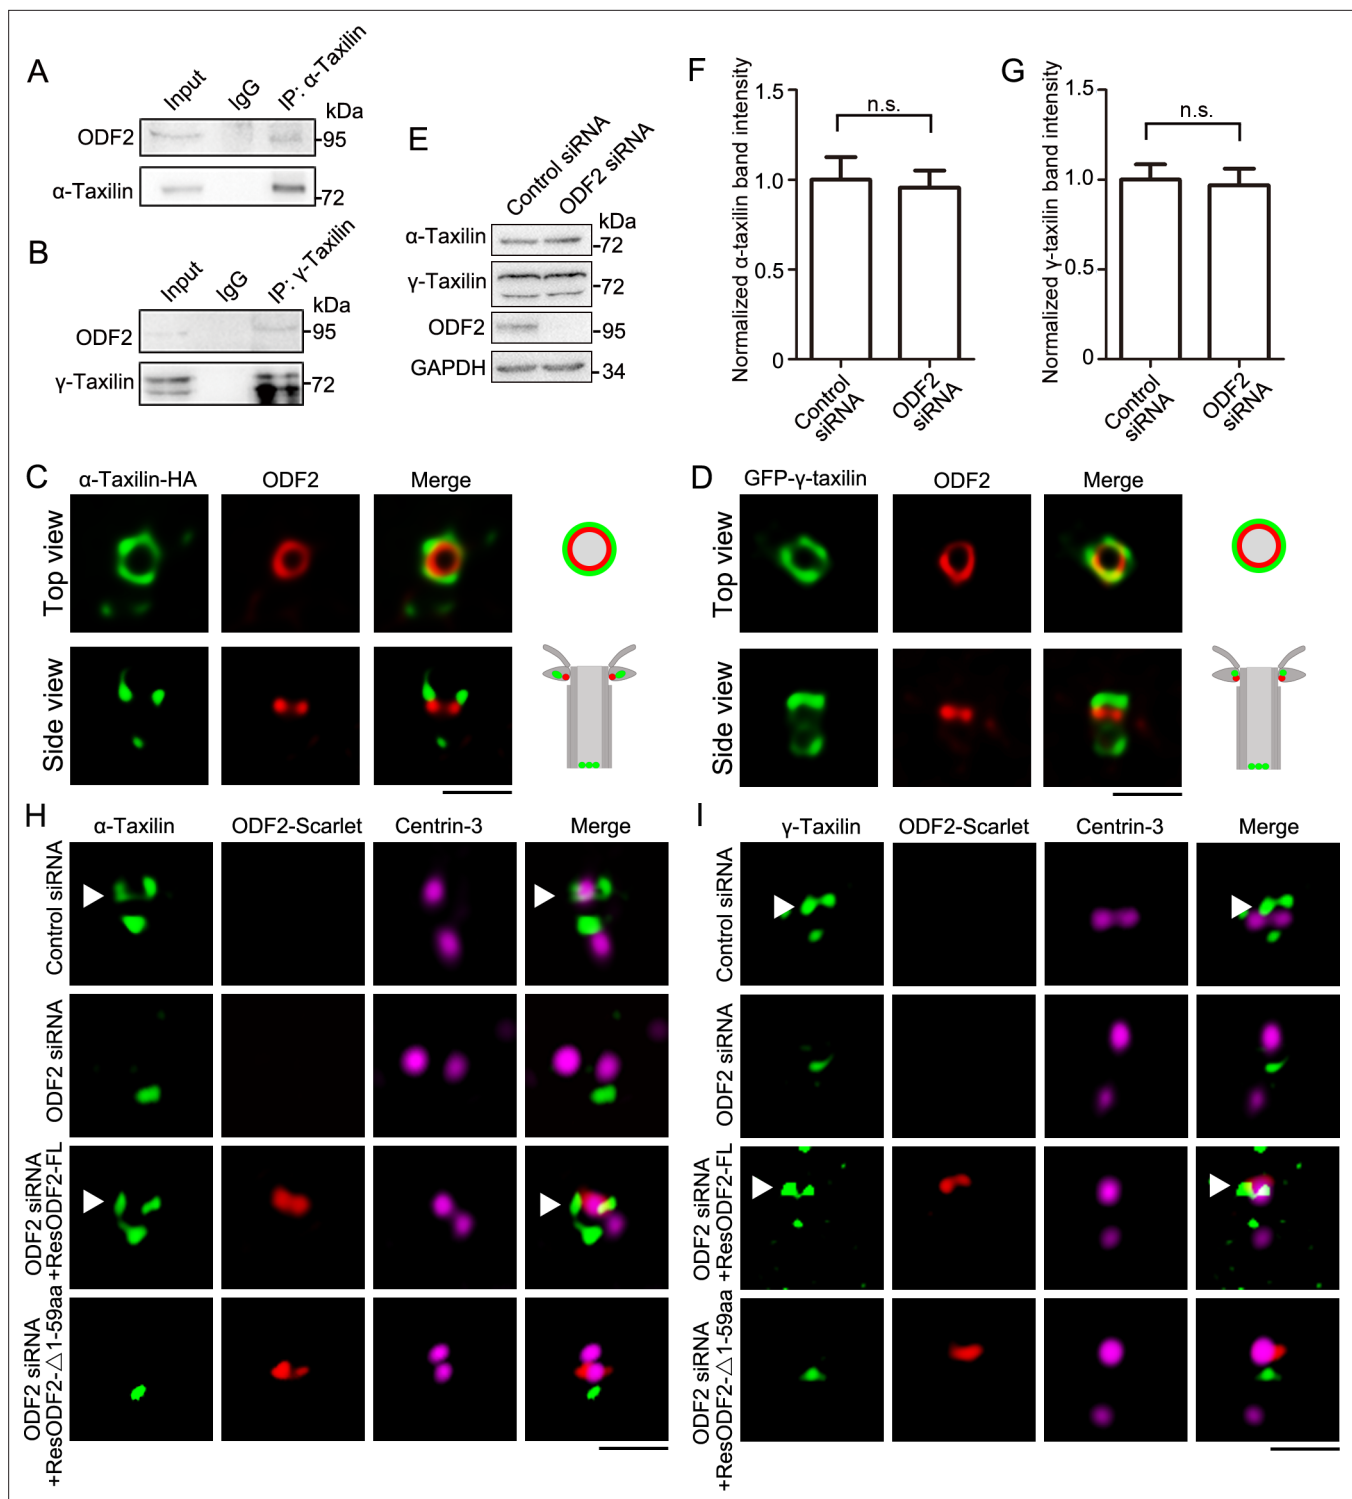 A
Input
IgG
IP: α-Taxilin
kDa
ODF2
-95
α-Taxilin
-72
B
Input
IgG
IP: γ-Taxilin
kDa
ODF2
-95
γ-Taxilin
-72
E
Control siRNA
ODF2 siRNA
kDa
α-Taxilin
-72
γ-Taxilin
-72
ODF2
-95
GAPDH
-34
F
Normalized α-taxilin band intensity
1.5
1.0
0.5
0
n.s.
Control
siRNA
ODF2
siRNA
G
Normalized γ-taxilin band intensity
1.5
1.0
0.5
0
n.s.
Control
siRNA
ODF2
siRNA
C
α-Taxilin-HA
ODF2
Merge
Top view
Side view
D
GFP-γ-taxilin
ODF2
Merge
Top view
Side view
H
α-Taxilin
ODF2-Scarlet
Centrin-3
Merge
Control siRNA
ODF2 siRNA
ODF2 siRNA
+ResODF2-FL
ODF2 siRNA
+ResODF2-△1-59aa
I
γ-Taxilin
ODF2-Scarlet
Centrin-3
Merge
Control siRNA
ODF2 siRNA
ODF2 siRNA
+ResODF2-FL
ODF2 siRNA
+ResODF2-△1-59aa